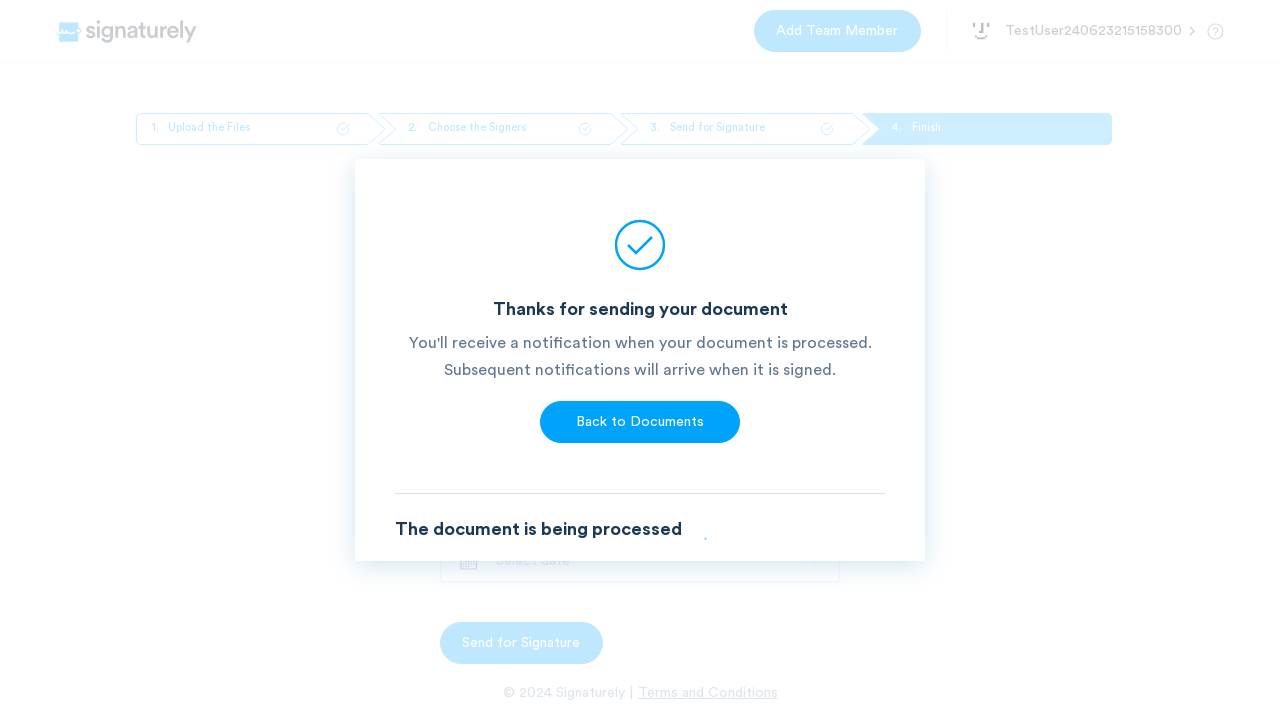 signaturely
Add Team Member
TestUser240623215158300
1. Upload the Files
2. Choose the Signers
3. Send for Signature
4. Finish
Thanks for sending your document
You'll receive a notification when your document is processed.
Subsequent notifications will arrive when it is signed.
Back to Documents
The document is being processed
Select date
Send for Signature
© 2024 Signaturely | Terms and Conditions